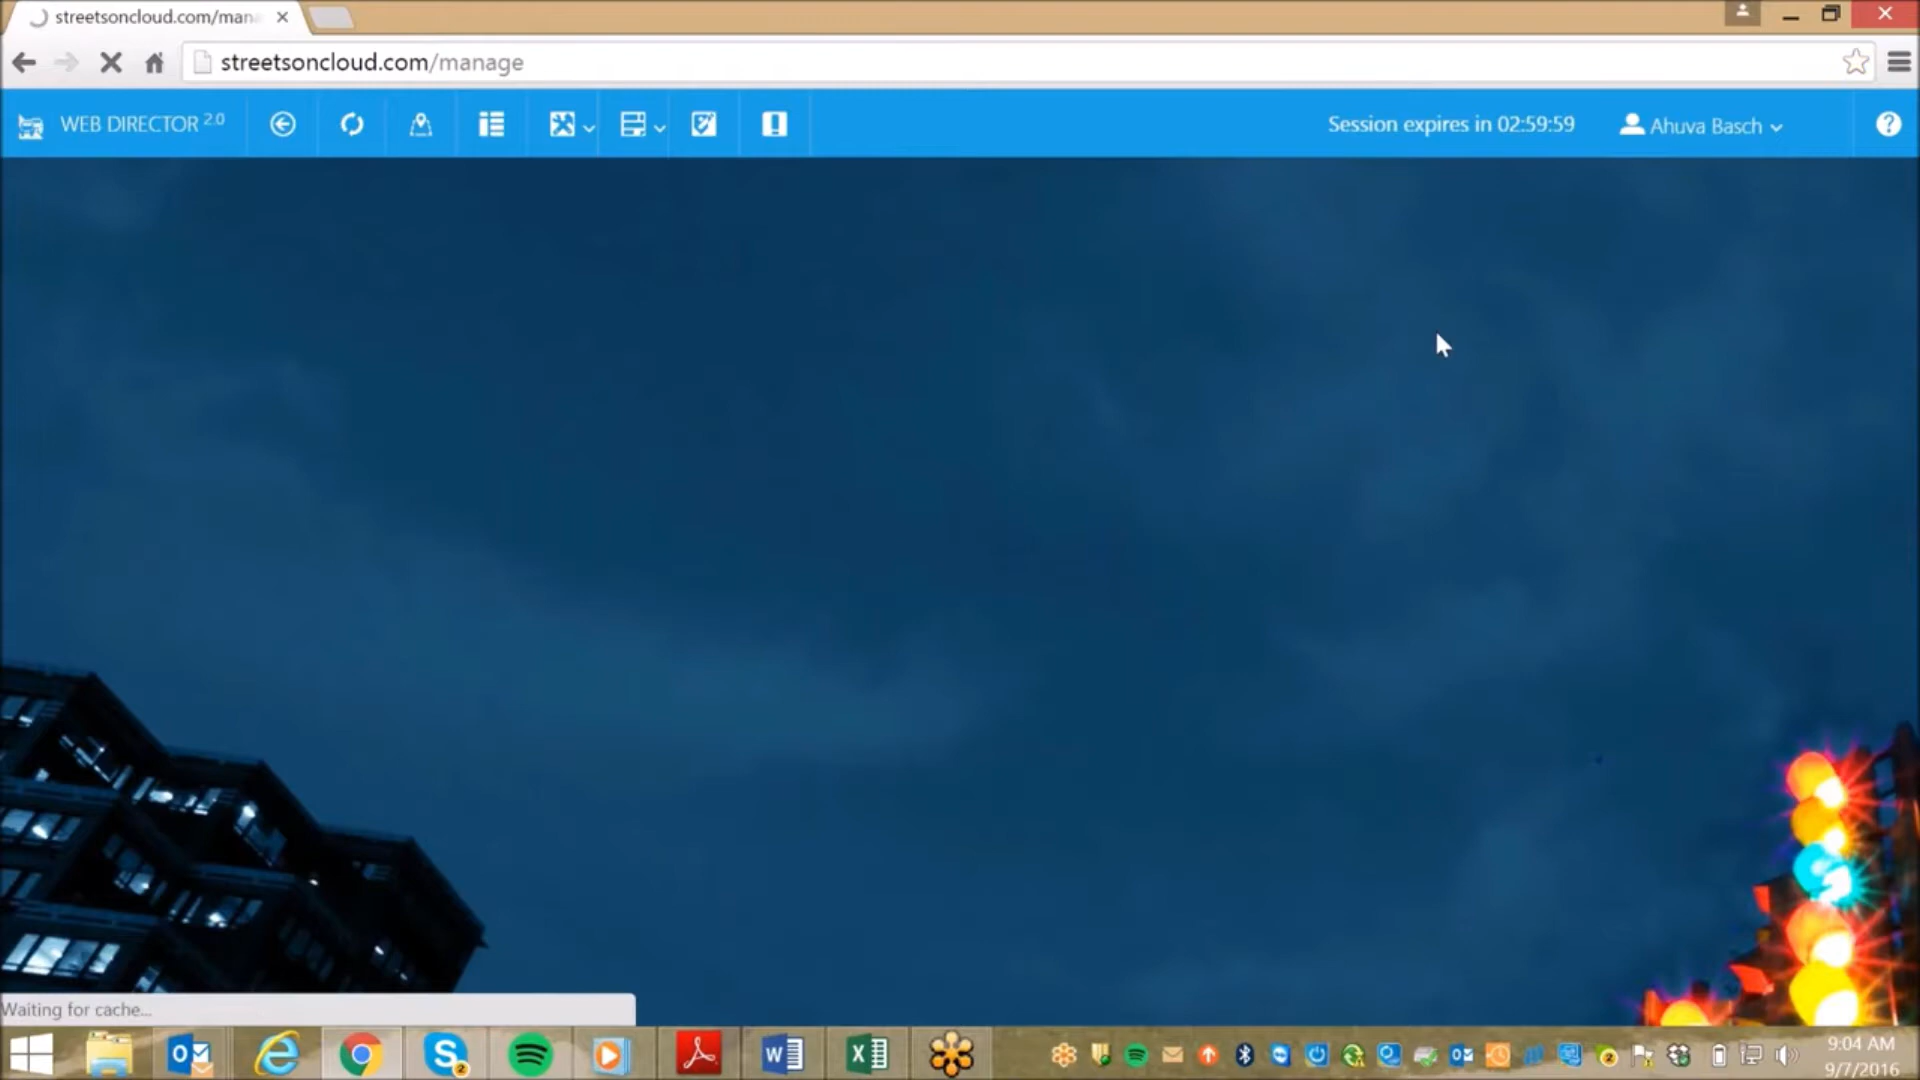 streetsoncloud.com/man
streetsoncloud.com/manage
WEB DIRECTOR 2.0
Session expires in 02:59:59
Ahuva Basch
Waiting for cache...
9:04 AM
9/7/2016